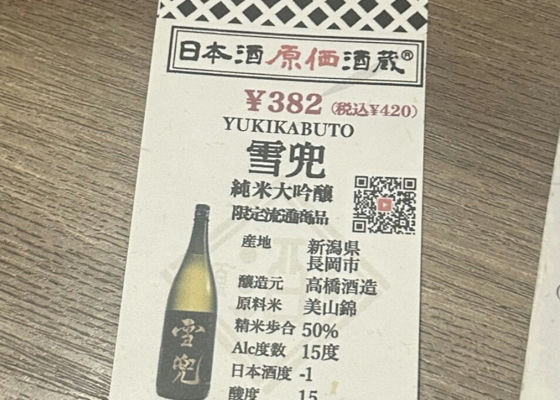 日本酒原価酒蔵®
¥382(税込¥420)
YUKIKABUTO
雪兜
純米大吟醸
限定流通商品
産地 新潟県
長岡市
醸造元 高橋酒造
原料米 美山錦
精米歩合 50%
Alc度数 15度
日本酒度 -1
酸度 15
雪兜